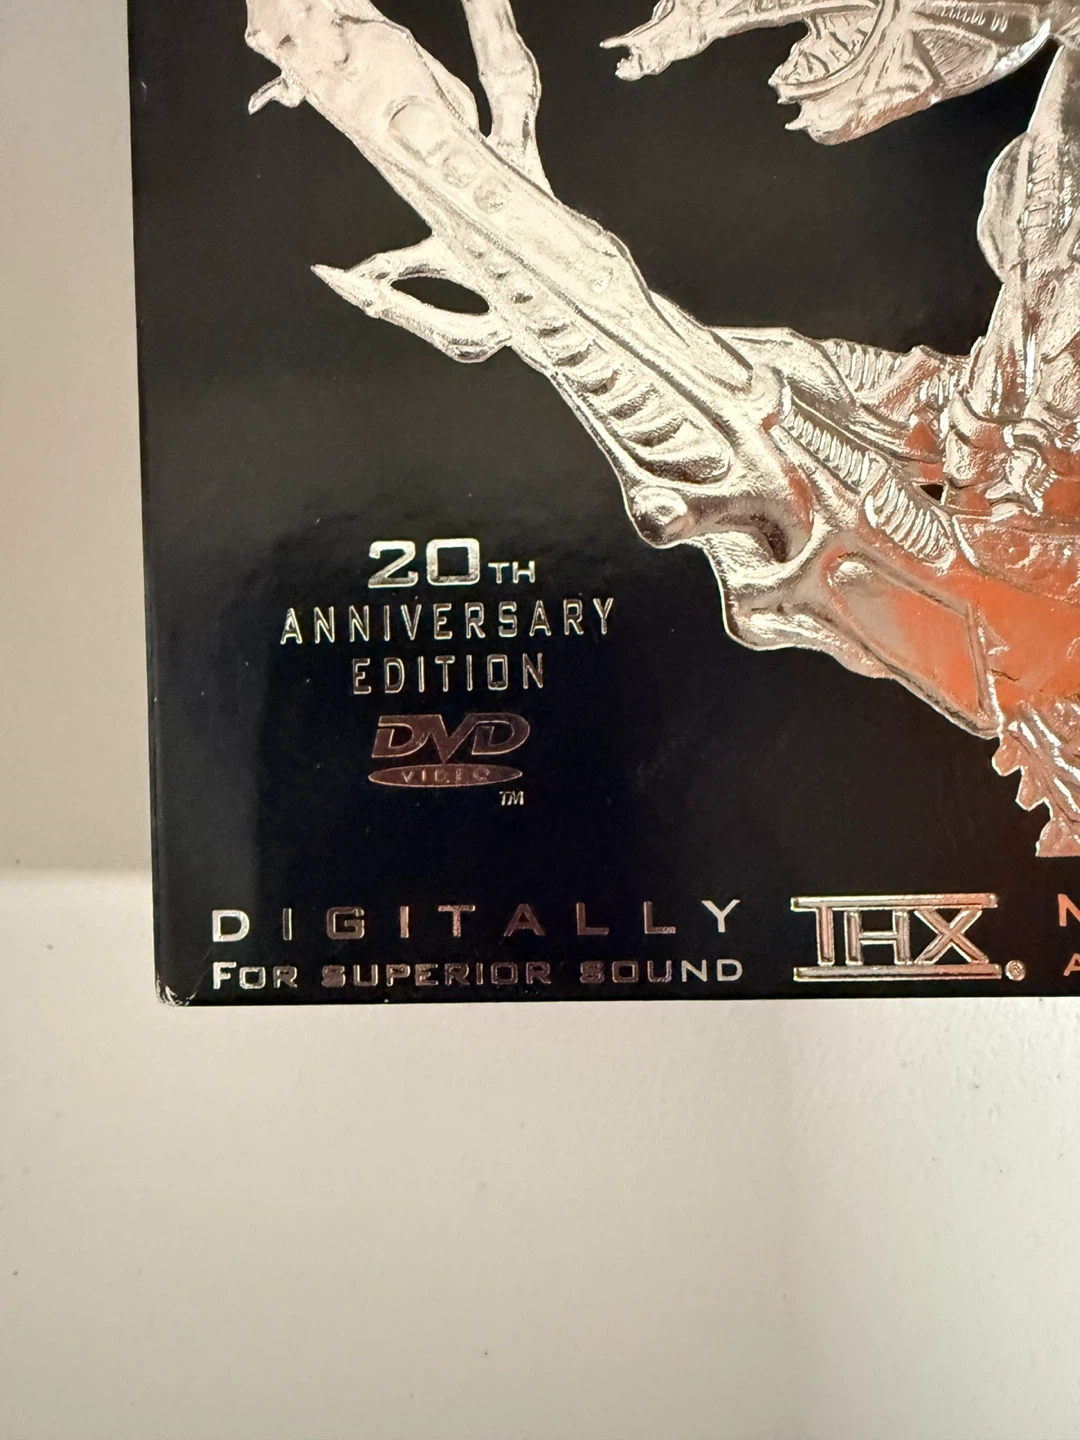 20TH
ANNIVERSARY
EDITION
DVD
VIDEO
TM
DIGITALLY THX
FOR SUPERIOR SOUND ®